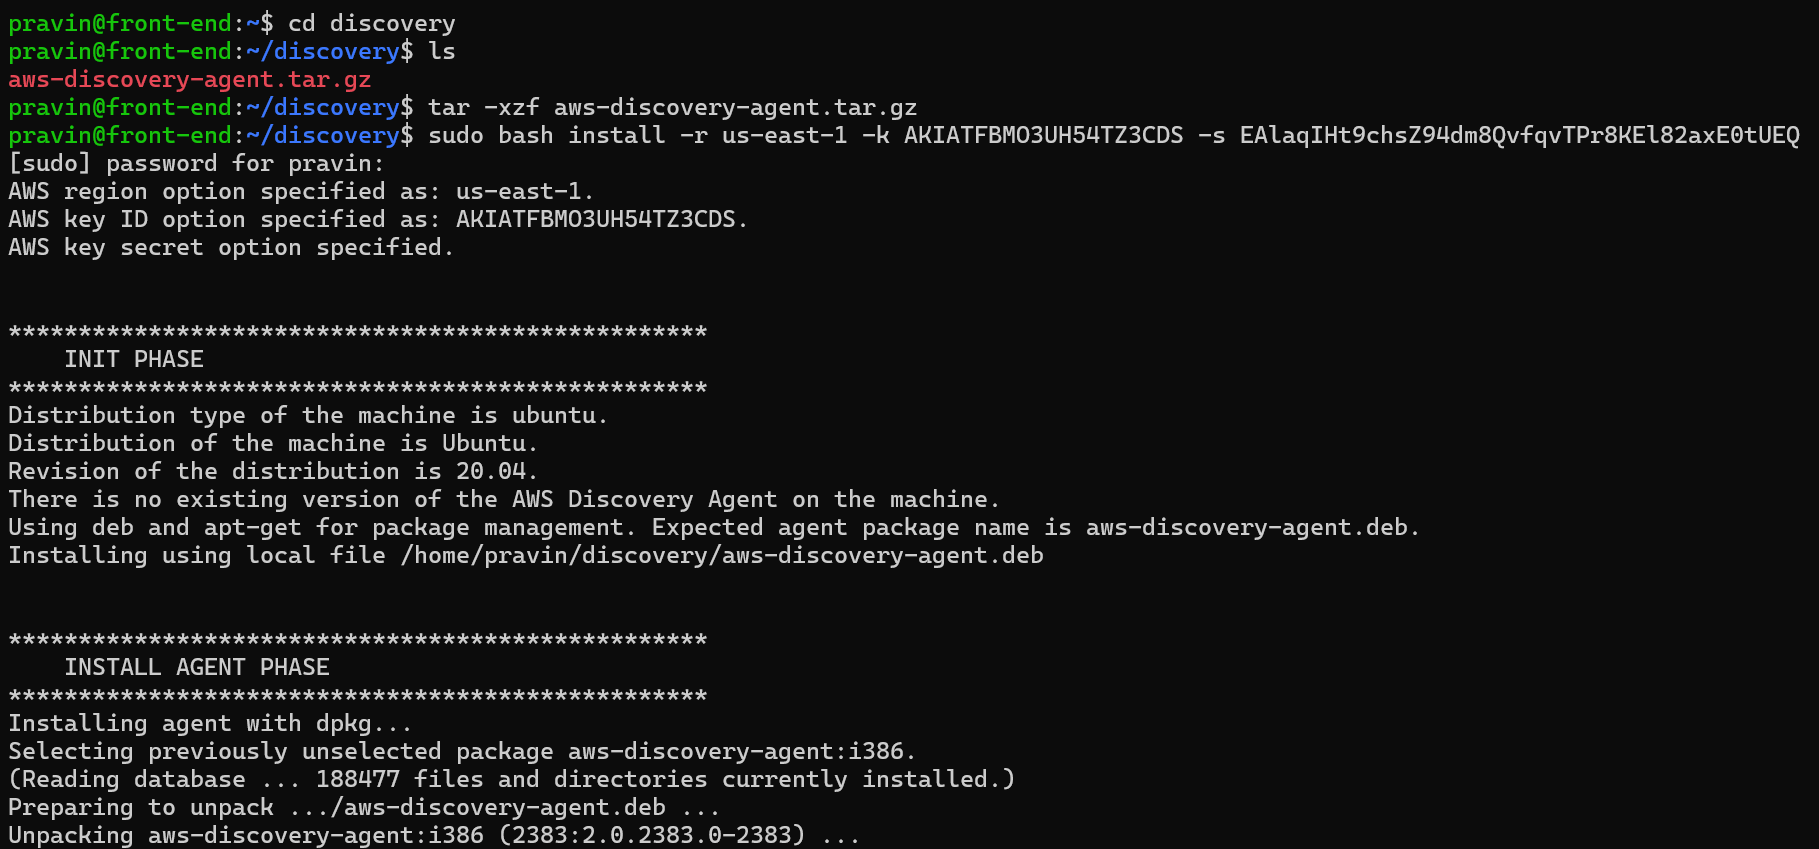 pravin@front-end:~$ cd discovery
pravin@front-end:~/discovery$ ls
aws-discovery-agent.tar.gz
pravin@front-end:~/discovery$ tar -xzf aws-discovery-agent.tar.gz
pravin@front-end:~/discovery$ sudo bash install -r us-east-1 -k AKIATFBMO3UH54TZ3CDS -s EAlaqIHt9chsZ94dm8QvfqvTPr8KEl82axE0tUEQ
[sudo] password for pravin:
AWS region option specified as: us-east-1.
AWS key ID option specified as: AKIATFBMO3UH54TZ3CDS.
AWS key secret option specified.
**************************************************
INIT PHASE
**************************************************
Distribution type of the machine is ubuntu.
Distribution of the machine is Ubuntu.
Revision of the distribution is 20.04.
There is no existing version of the AWS Discovery Agent on the machine.
Using deb and apt-get for package management. Expected agent package name is aws-discovery-agent.deb.
Installing using local file /home/pravin/discovery/aws-discovery-agent.deb
**************************************************
INSTALL AGENT PHASE
**************************************************
Installing agent with dpkg...
Selecting previously unselected package aws-discovery-agent:i386.
(Reading database ... 188477 files and directories currently installed.)
Preparing to unpack .../aws-discovery-agent.deb ...
Unpacking aws-discovery-agent:i386 (2383:2.0.2383.0-2383) ...